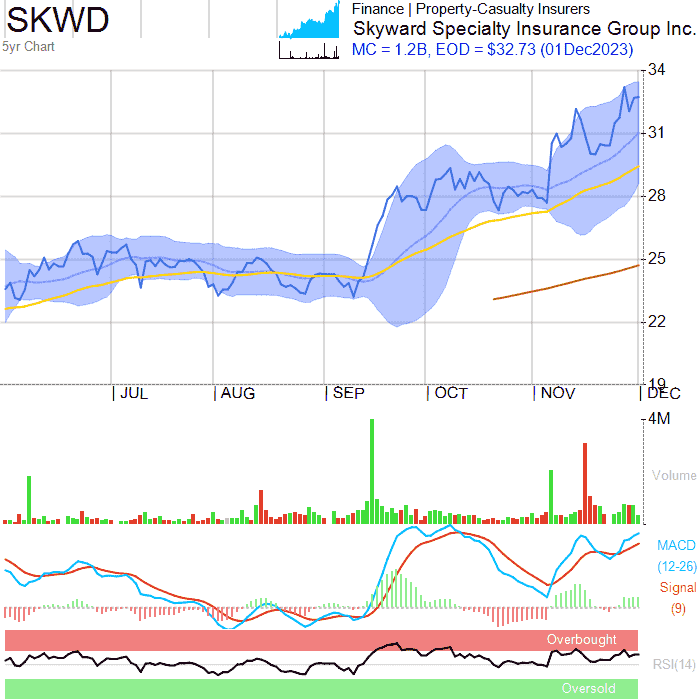 SKWD
5yr Chart
Finance | Property-Casualty Insurers
Skyward Specialty Insurance Group Inc.
MC = 1.2B, EOD = $32.73 (01Dec2023)
34
31
28
25
22
19
| JUL | AUG | SEP | OCT | NOV | DEC
4M
Volume
MACD
(12-26)
Signal
(9)
Overbought
RSI(14)
Oversold